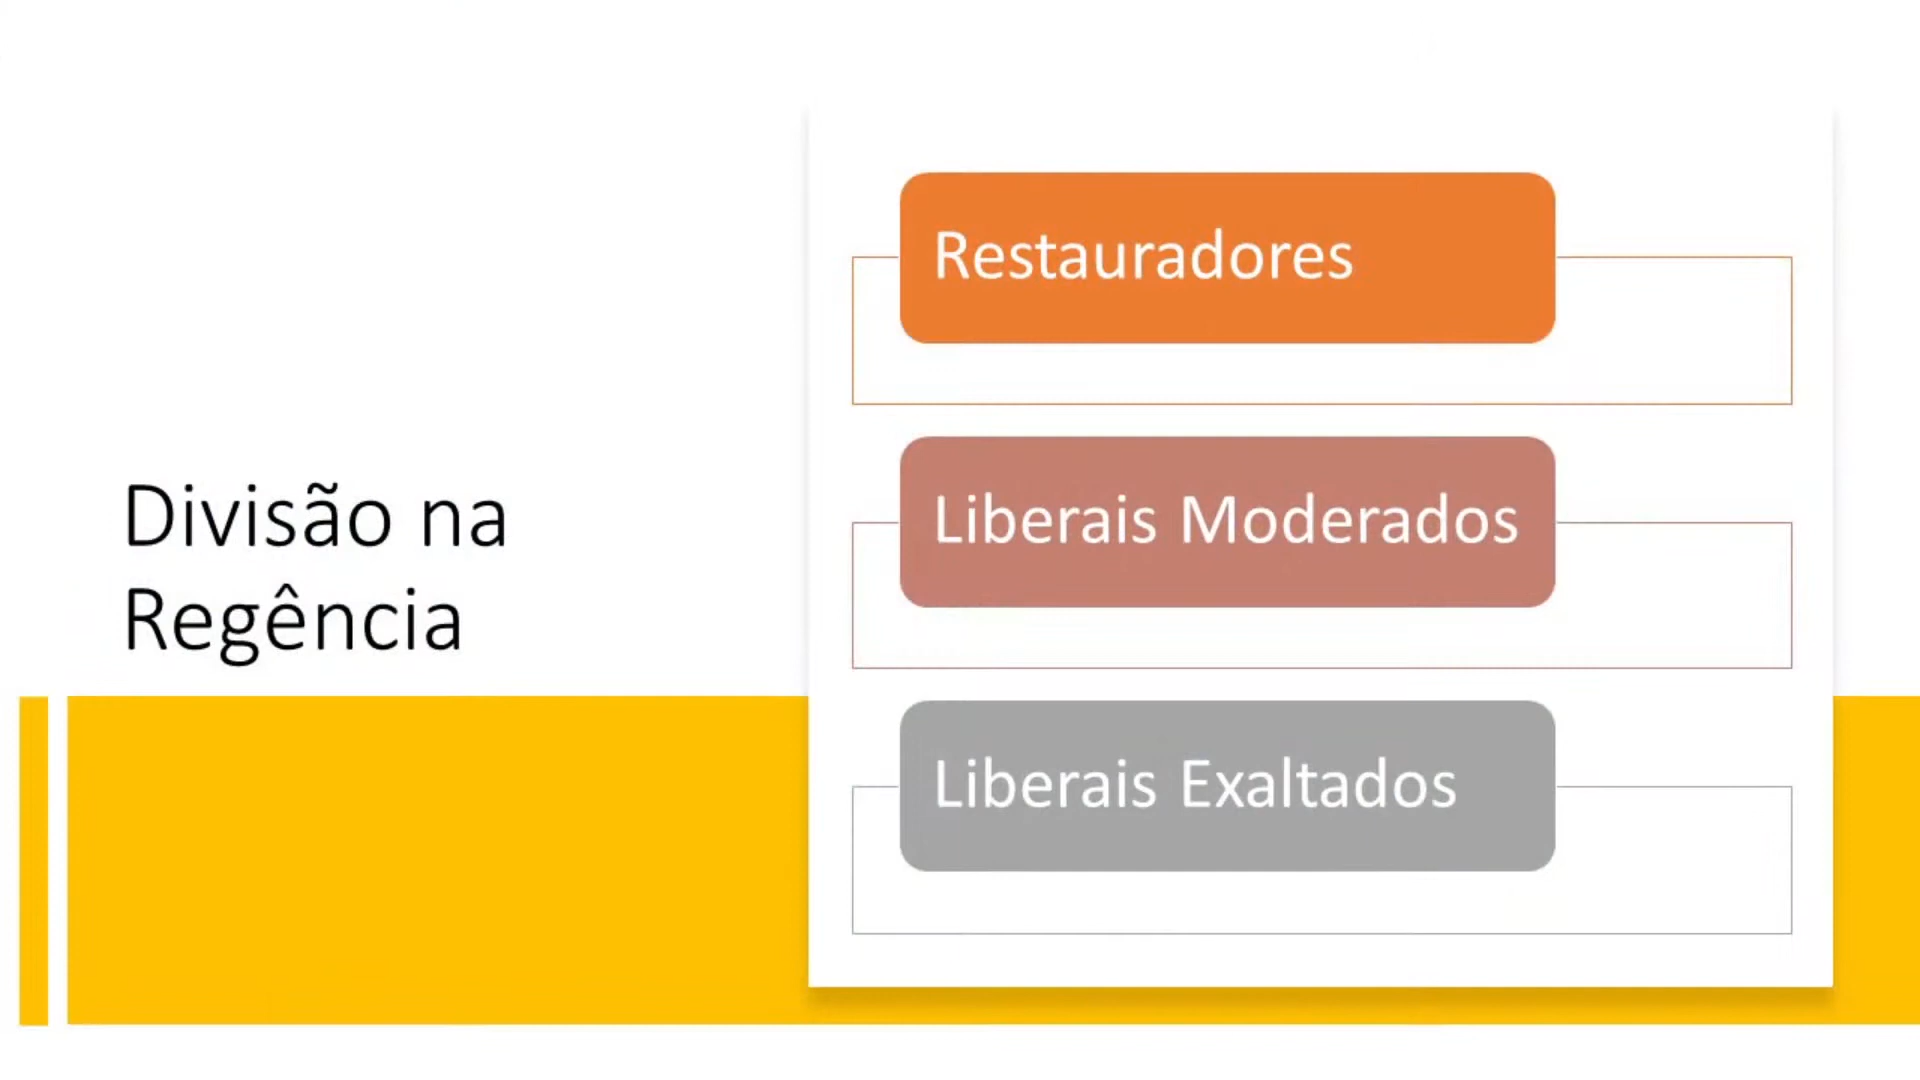 Divisão na
Regência
Restauradores
Liberais Moderados
Liberais Exaltados